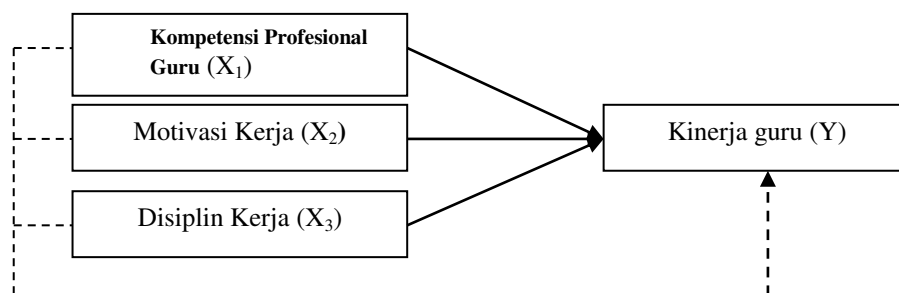 Kompetensi Profesional
Guru (X₁)
Motivasi Kerja (X₂)
Kinerja guru (Y)
Disiplin Kerja (X₃)